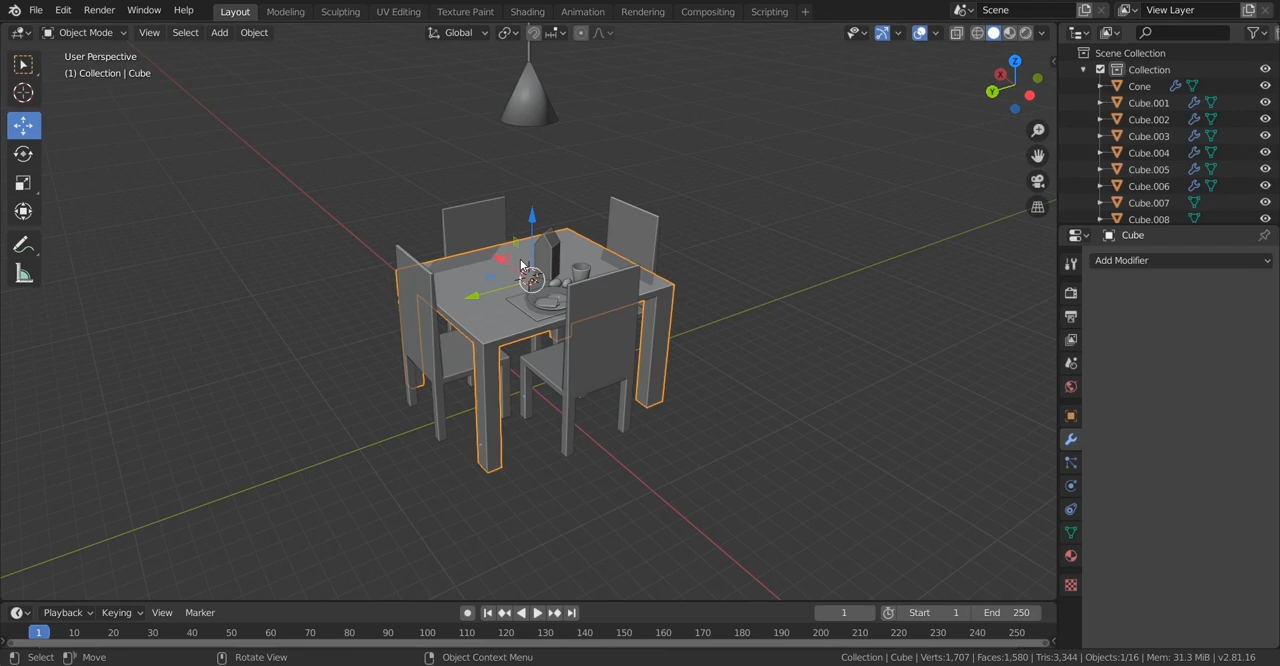 File Edit Render Window Help Layout Modeling Sculpting UV Editing Texture Paint Shading Animation Rendering Compositing Scripting + Scene View Layer
Object Mode View Select Add Object Global
User Perspective
(1) Collection | Cube
X
Y
Z
Scene Collection
Collection
Cone
Cube.001
Cube.002
Cube.003
Cube.004
Cube.005
Cube.006
Cube.007
Cube.008
Cube
Add Modifier
Playback Keying View Marker 1 Start 1 End 250
1 10 20 30 40 50 60 70 80 90 100 110 120 130 140 150 160 170 180 190 200 210 220 230 240 250
Select Move Rotate View Object Context Menu Collection | Cube | Verts:1,707 | Faces:1,580 | Tris:3,344 | Objects:1/16 | Mem: 31.3 MiB | v2.81.16